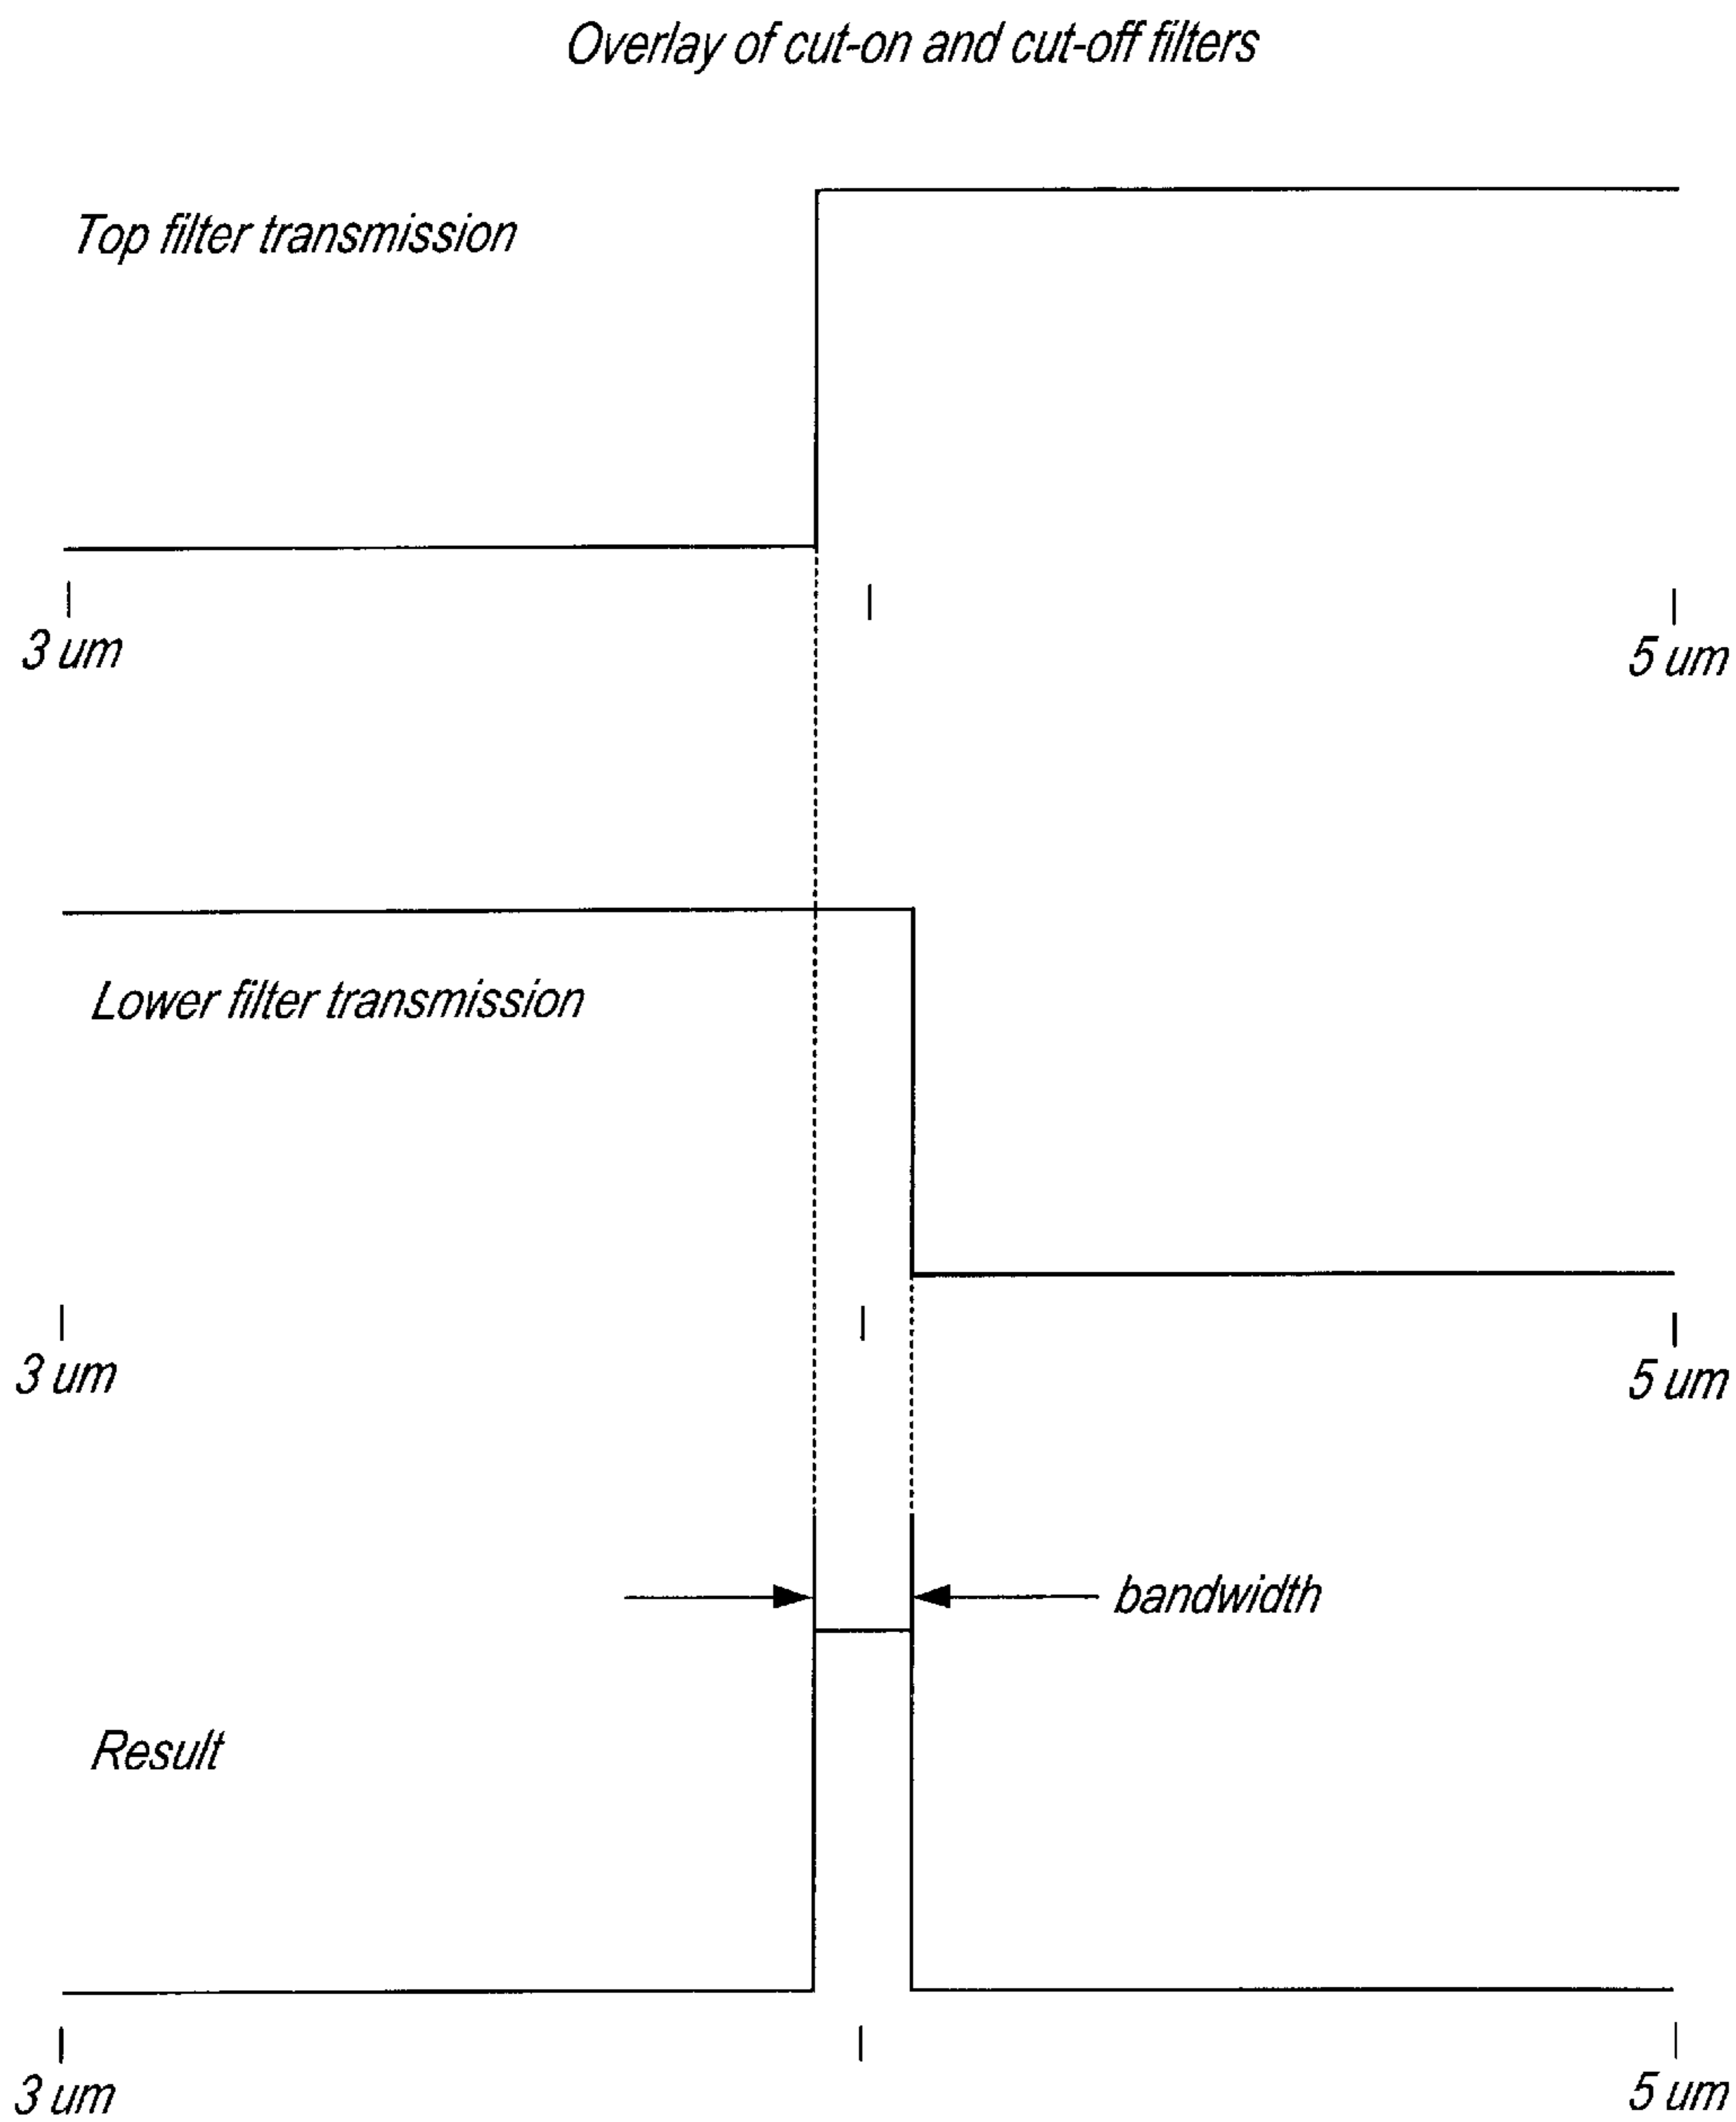 Overlay of cut-on and cut-off filters
Top filter transmission
3 um
5 um
Lower filter transmission
3 um
5 um
bandwidth
Result
3 um
5 um